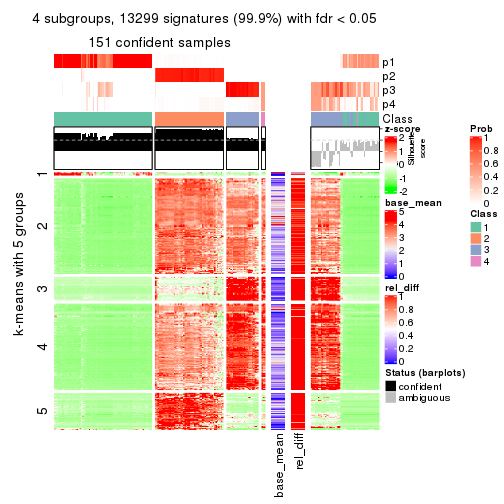 4 subgroups, 13299 signatures (99.9%) with fdr < 0.05
151 confident samples
p1
p2
p3
p4
Class
z-score
2
1
0
-1
-2
Silhouette
score
base_mean
5
4
3
2
1
0
rel_diff
1
0.8
0.6
0.4
0.2
0
Status (barplots)
confident
ambiguous
Prob
1
0.8
0.6
0.4
0.2
0
Class
1
2
3
4
k-means with 5 groups
1
2
3
4
5
base_mean
rel_diff